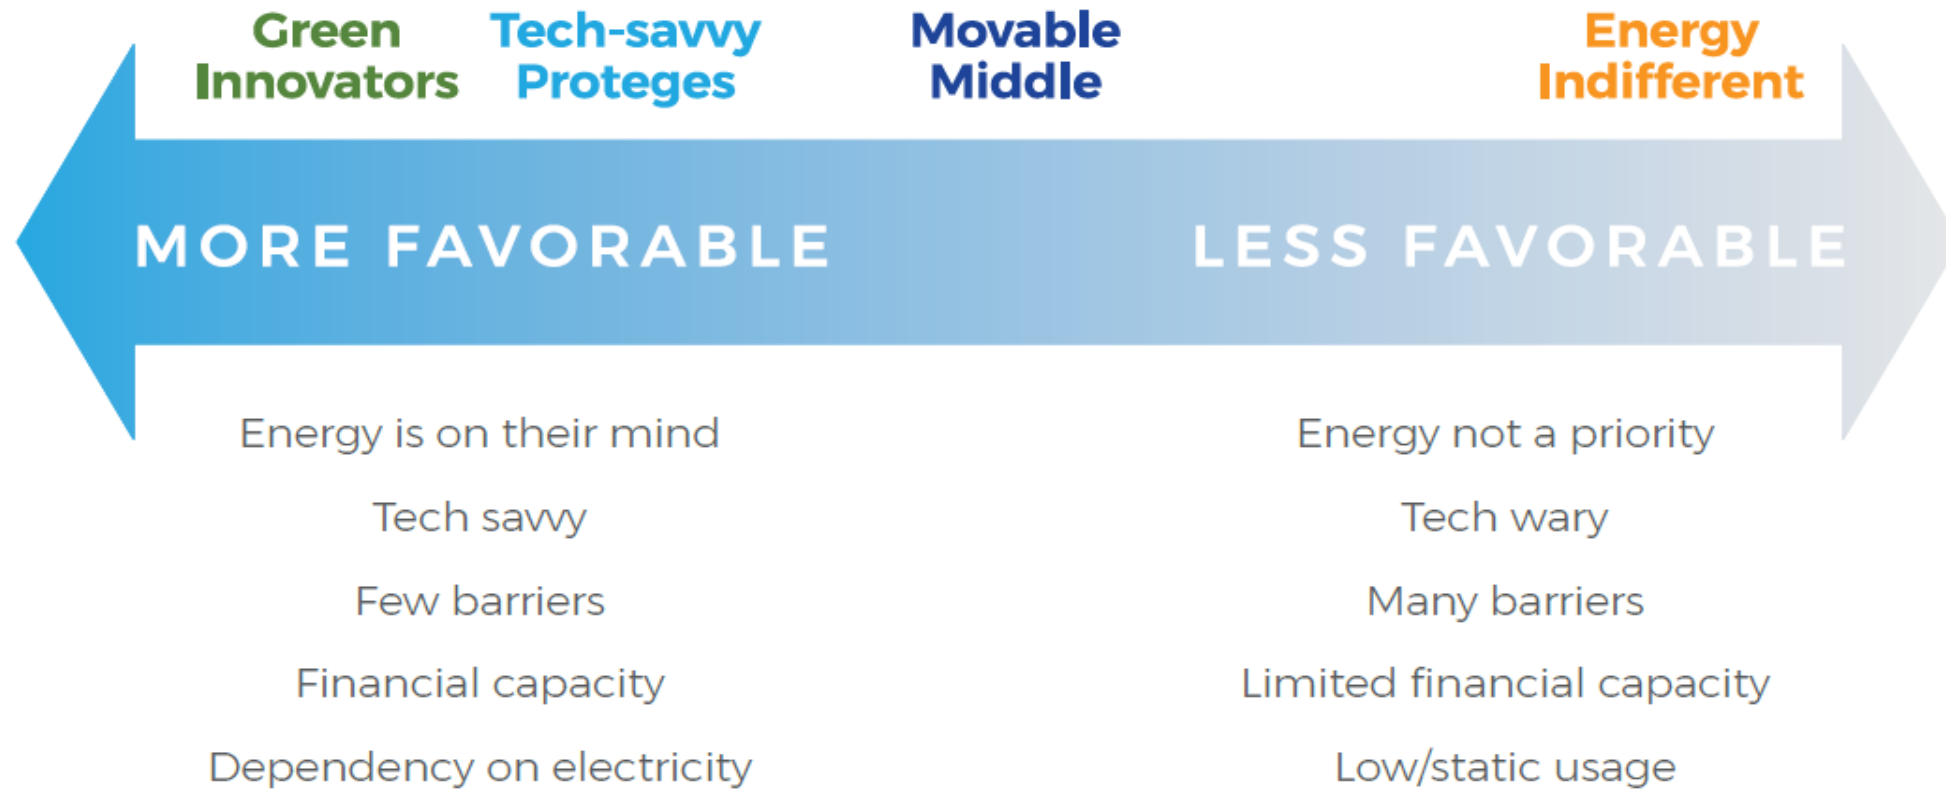 Green
Innovators
Tech-savvy
Proteges
Movable
Middle
Energy
Indifferent
MORE FAVORABLE
LESS FAVORABLE
Energy is on their mind
Tech savvy
Few barriers
Financial capacity
Dependency on electricity
Energy not a priority
Tech wary
Many barriers
Limited financial capacity
Low/static usage